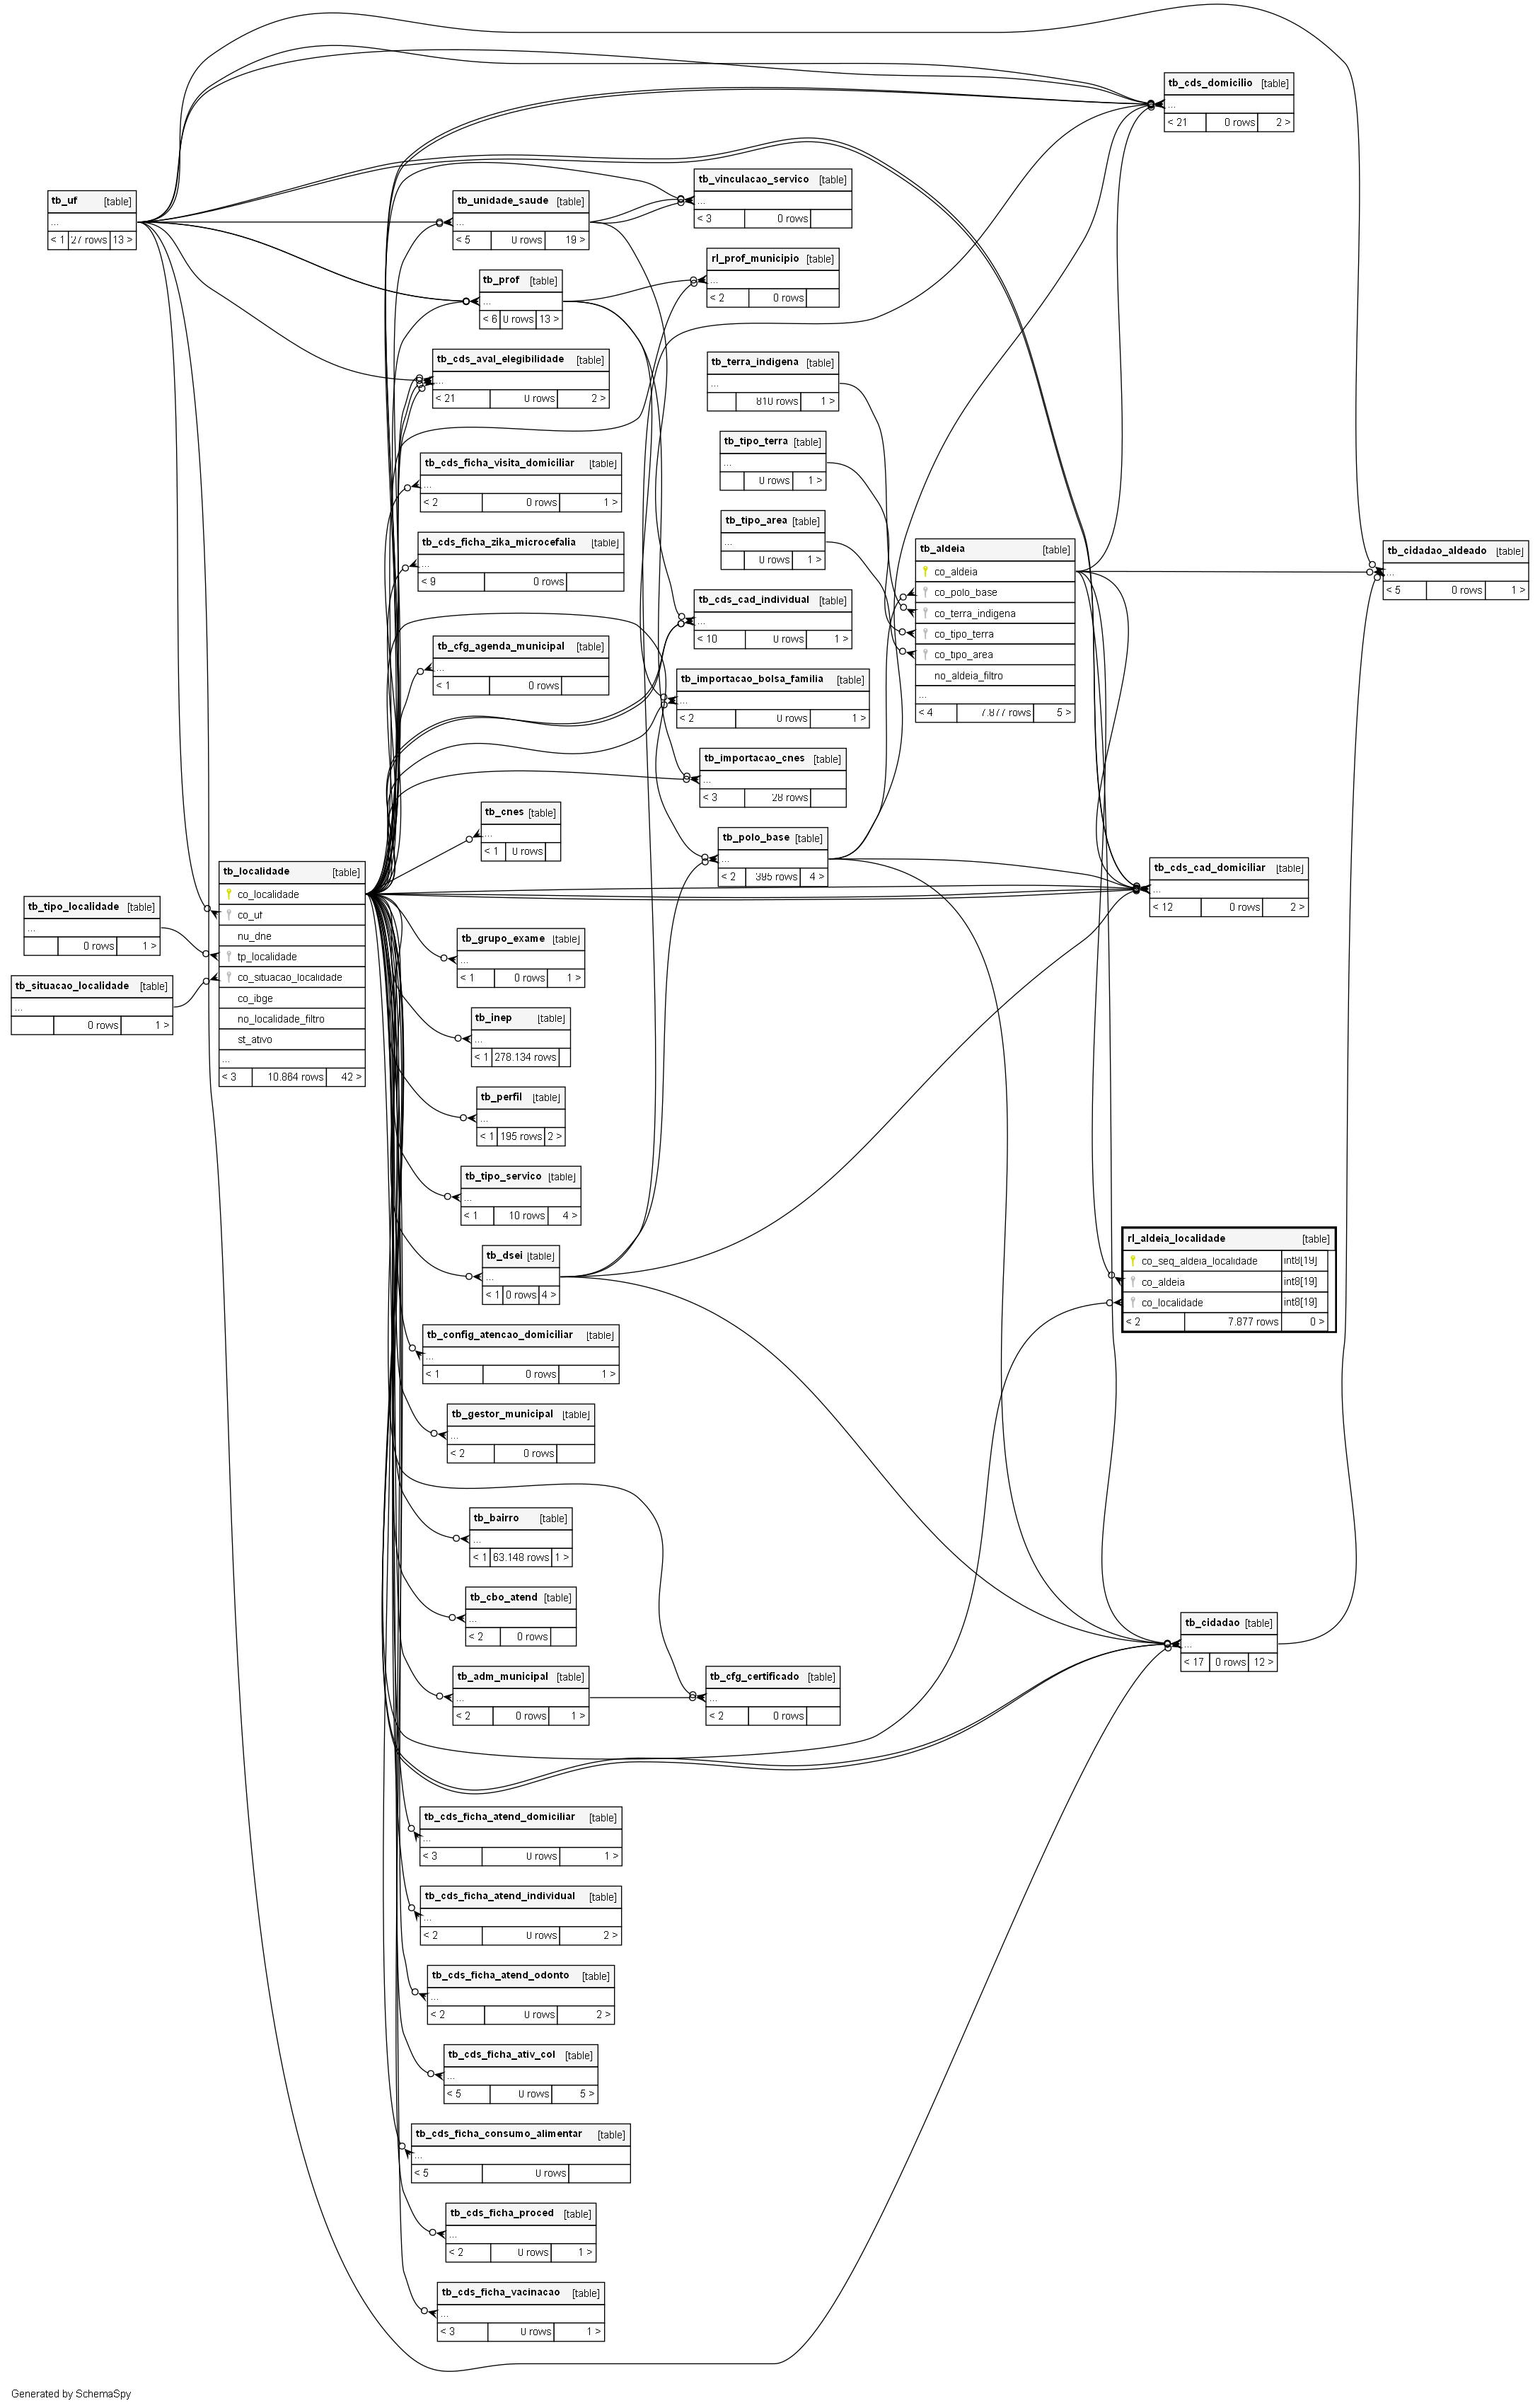 tb_cds_domicilio [table]
...
< 21 0 rows 2 >
tb_vinculacao_servico [table]
...
< 3 0 rows
tb_uf [table]
...
< 1 27 rows 13 >
tb_unidade_saude [table]
...
< 5 0 rows 19 >
rl_prof_municipio [table]
...
< 2 0 rows
tb_prof [table]
...
< 6 0 rows 13 >
tb_cds_aval_elegibilidade [table]
...
< 21 0 rows 2 >
tb_terra_indigena [table]
...
810 rows 1 >
tb_tipo_terra [table]
...
0 rows 1 >
tb_cds_ficha_visita_domiciliar [table]
...
< 2 0 rows 1 >
tb_tipo_area [table]
...
0 rows 1 >
tb_cds_ficha_zika_microcefalia [table]
...
< 9 0 rows
tb_aldeia [table]
co_aldeia
co_polo_base
co_terra_indigena
co_tipo_terra
co_tipo_area
no_aldeia_filtro
...
< 4 7.877 rows 5 >
tb_cidadao_aldeado [table]
...
< 5 0 rows 1 >
tb_cds_cad_individual [table]
...
< 10 0 rows 1 >
tb_cfg_agenda_municipal [table]
...
< 1 0 rows
tb_importacao_bolsa_familia [table]
...
< 2 0 rows 1 >
tb_importacao_cnes [table]
...
< 3 28 rows
tb_cnes [table]
...
< 1 0 rows
tb_polo_base [table]
...
< 2 395 rows 4 >
tb_cds_cad_domiciliar [table]
...
< 12 0 rows 2 >
tb_localidade [table]
co_localidade
co_uf
nu_dne
tp_localidade
co_situacao_localidade
co_ibge
no_localidade_filtro
st_ativo
...
< 3 10.864 rows 42 >
tb_tipo_localidade [table]
...
0 rows 1 >
tb_situacao_localidade [table]
...
0 rows 1 >
tb_grupo_exame [table]
...
< 1 0 rows 1 >
tb_inep [table]
...
< 1 278.134 rows
tb_perfil [table]
...
< 1 195 rows 2 >
tb_tipo_servico [table]
...
< 1 10 rows 4 >
tb_dsei [table]
...
< 1 0 rows 4 >
rl_aldeia_localidade [table]
co_seq_aldeia_localidade int8[19]
co_aldeia int8[19]
co_localidade int8[19]
< 2 7.877 rows 0 >
tb_config_atencao_domiciliar [table]
...
< 1 0 rows 1 >
tb_gestor_municipal [table]
...
< 2 0 rows
tb_bairro [table]
...
< 1 63.148 rows 1 >
tb_cbo_atend [table]
...
< 2 0 rows
tb_cidadao [table]
...
< 17 0 rows 12 >
tb_adm_municipal [table]
...
< 2 0 rows 1 >
tb_cfg_certificado [table]
...
< 2 0 rows
tb_cds_ficha_atend_domiciliar [table]
...
< 3 0 rows 1 >
tb_cds_ficha_atend_individual [table]
...
< 2 0 rows 2 >
tb_cds_ficha_atend_odonto [table]
...
< 2 0 rows 2 >
tb_cds_ficha_ativ_col [table]
...
< 5 0 rows 5 >
tb_cds_ficha_consumo_alimentar [table]
...
< 5 0 rows
tb_cds_ficha_proced [table]
...
< 2 0 rows 1 >
tb_cds_ficha_vacinacao [table]
...
< 3 0 rows 1 >
Generated by SchemaSpy